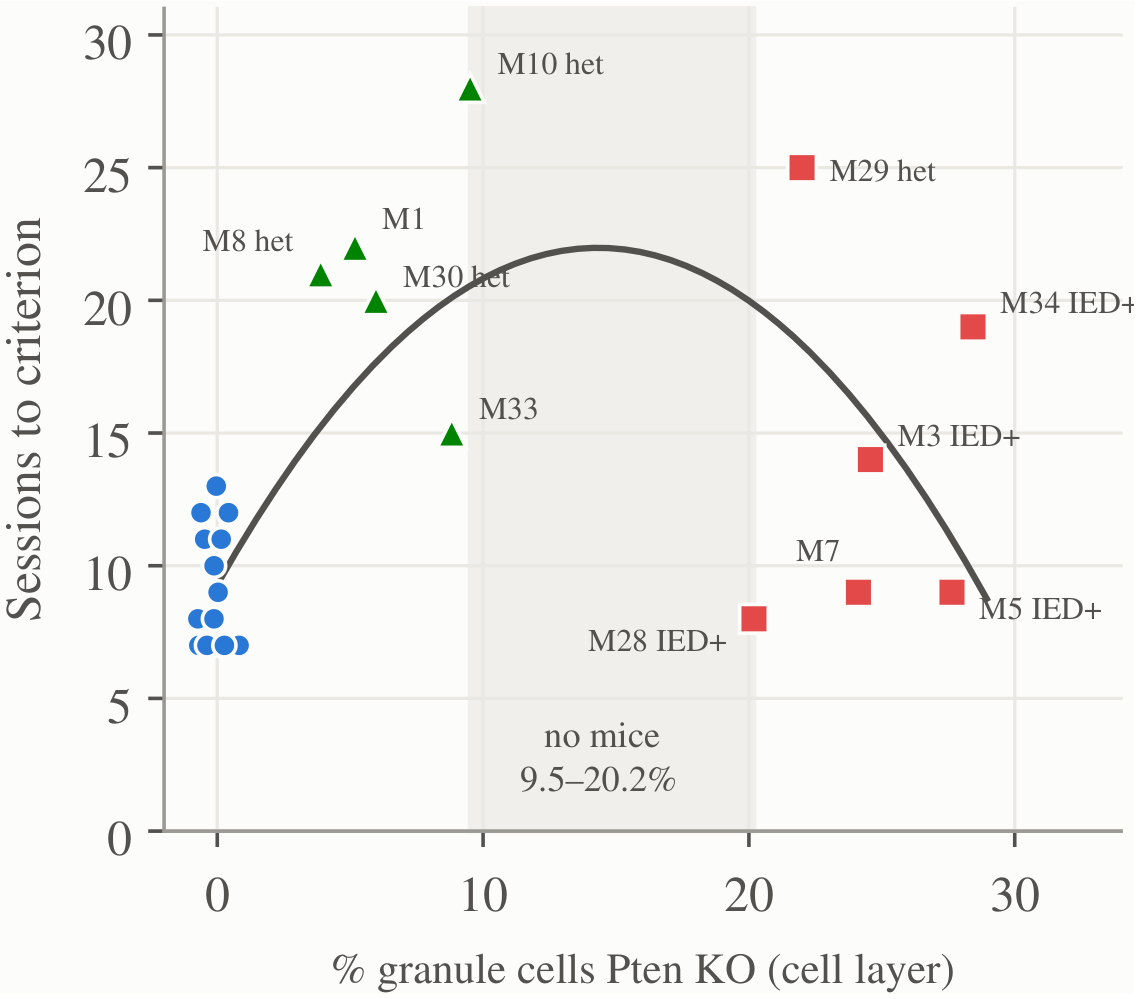 30
M10 het
25
M29 het
M1
M8 het
M30 het
20
M34 IED+
M33
15
M3 IED+
10
M7
M5 IED+
M28 IED+
5
no mice
9.5–20.2%
0
0
10
20
30
Sessions to criterion
% granule cells Pten KO (cell layer)